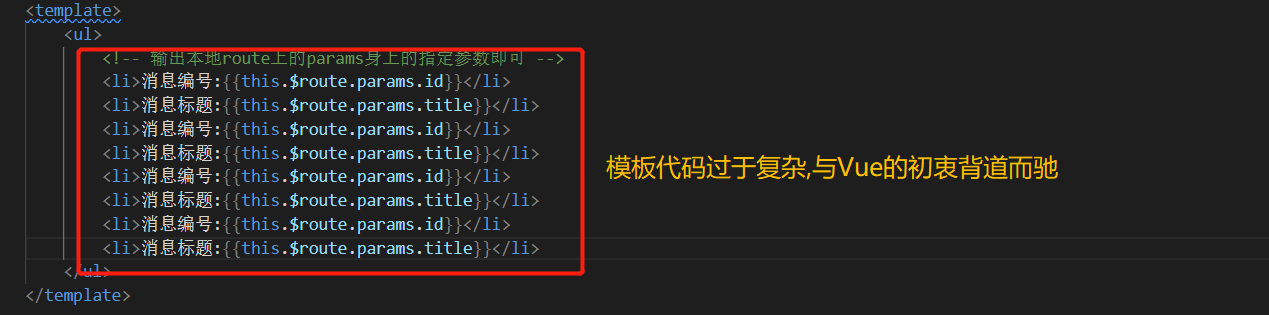 <template>
<ul>
<!-- 输出本地route上的params身上的指定参数即可 -->
<li>消息编号:{{this.$route.params.id}}</li>
<li>消息标题:{{this.$route.params.title}}</li>
<li>消息编号:{{this.$route.params.id}}</li>
<li>消息标题:{{this.$route.params.title}}</li>
<li>消息编号:{{this.$route.params.id}}</li>
<li>消息标题:{{this.$route.params.title}}</li>
<li>消息编号:{{this.$route.params.id}}</li>
<li>消息标题:{{this.$route.params.title}}</li>
</ul>
</template>
模板代码过于复杂,与Vue的初衷背道而驰